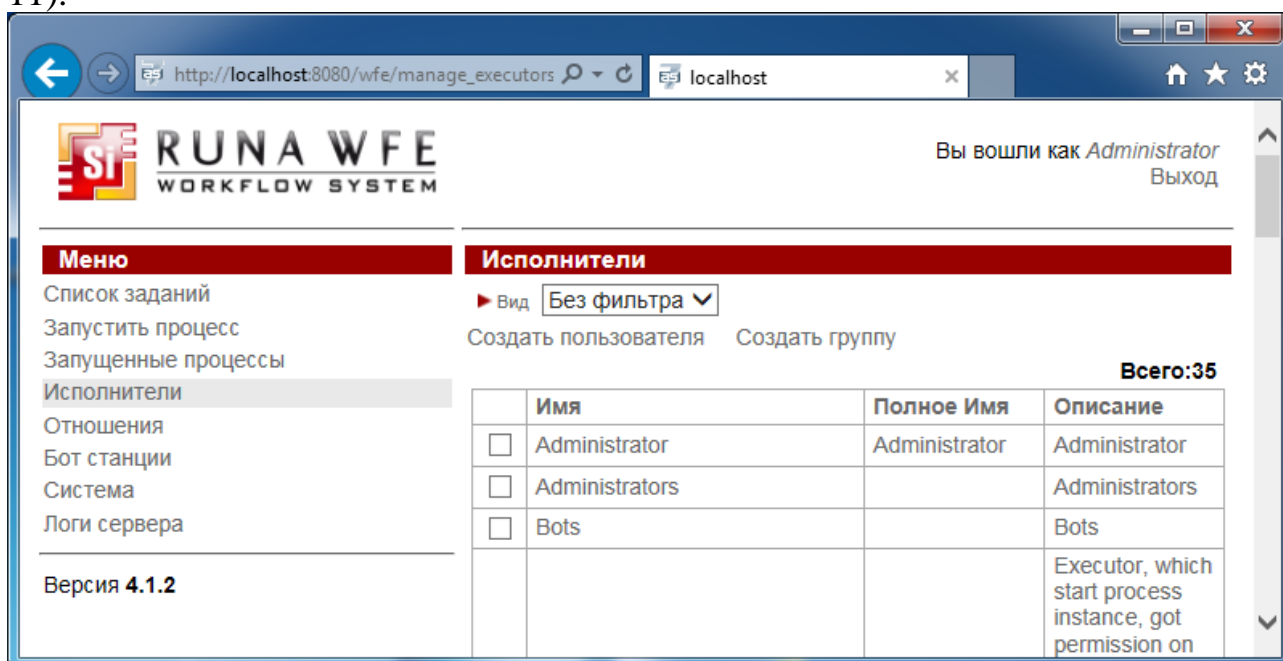 11).
http://localhost:8080/wfe/manage_executors
localhost
Si
RUNA WFE
WORKFLOW SYSTEM
Вы вошли как Administrator
Выход
Меню
Список заданий
Запустить процесс
Запущенные процессы
Исполнители
Отношения
Бот станции
Система
Логи сервера
Версия 4.1.2
Исполнители
Вид Без фильтра
Создать пользователя Создать группу
Всего:35
Имя Полное Имя Описание
Administrator Administrator Administrator
Administrators Administrators
Bots Bots
Executor, which
start process
instance, got
permission on